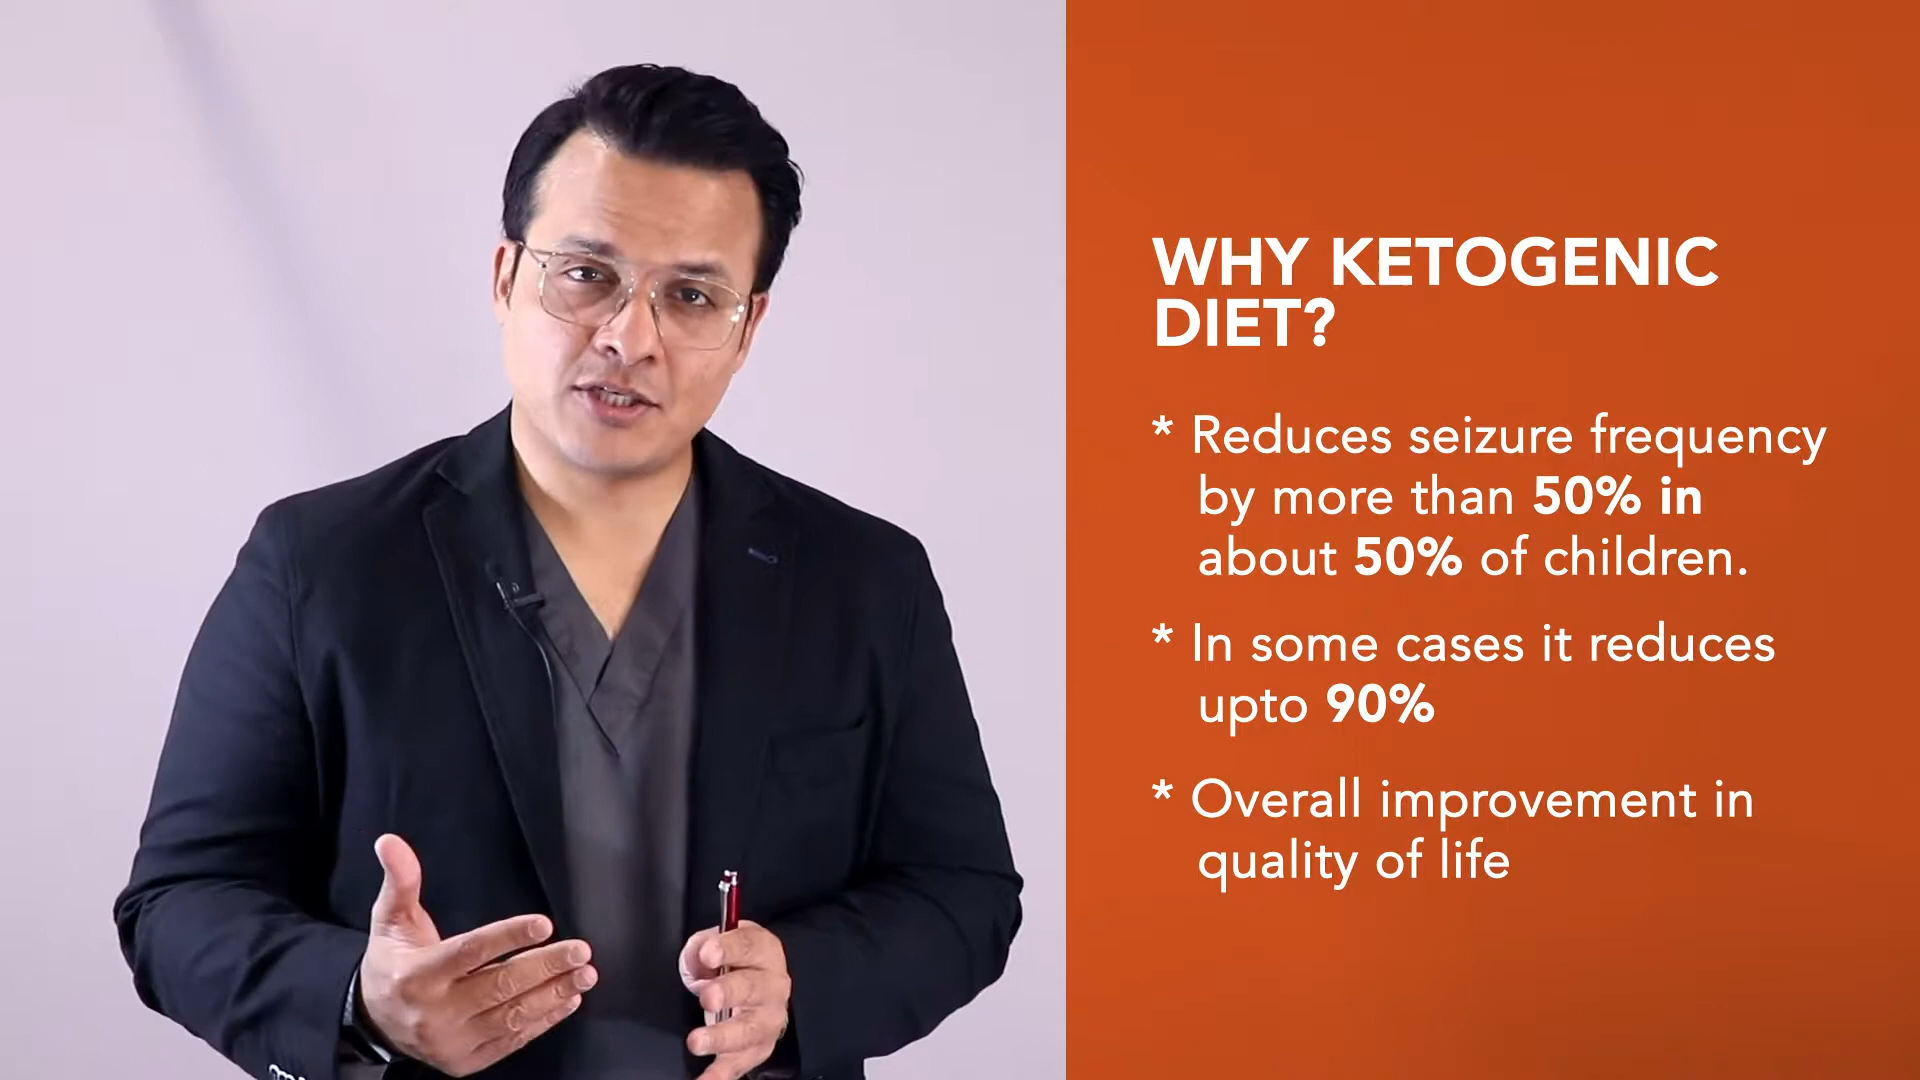 WHY KETOGENIC
DIET?
* Reduces seizure frequency
by more than 50% in
about 50% of children.
* In some cases it reduces
upto 90%
* Overall improvement in
quality of life